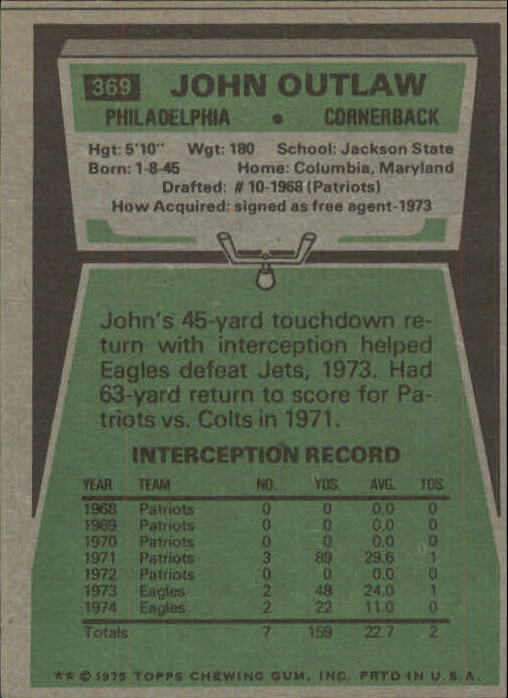 369 JOHN OUTLAW
PHILADELPHIA • CORNERBACK
Hgt: 5'10" Wgt: 180 School: Jackson State
Born: 1-8-45 Home: Columbia, Maryland
Drafted: #10-1968 (Patriots)
How Acquired: signed as free agent-1973
John's 45-yard touchdown re-
turn with interception helped
Eagles defeat Jets, 1973. Had
63-yard return to score for Pa-
triots vs. Colts in 1971.
INTERCEPTION RECORD
YEAR TEAM NO. YDS. AVG. TDS.
1968 Patriots 0 0 0.0 0
1969 Patriots 0 0 0.0 0
1970 Patriots 0 0 0.0 0
1971 Patriots 3 89 29.6 1
1972 Patriots 0 0 0.0 0
1973 Eagles 2 48 24.0 1
1974 Eagles 2 22 11.0 0
Totals 7 159 22.7 2
** © 1975 TOPPS CHEWING GUM, INC. PRTD IN U.S.A.